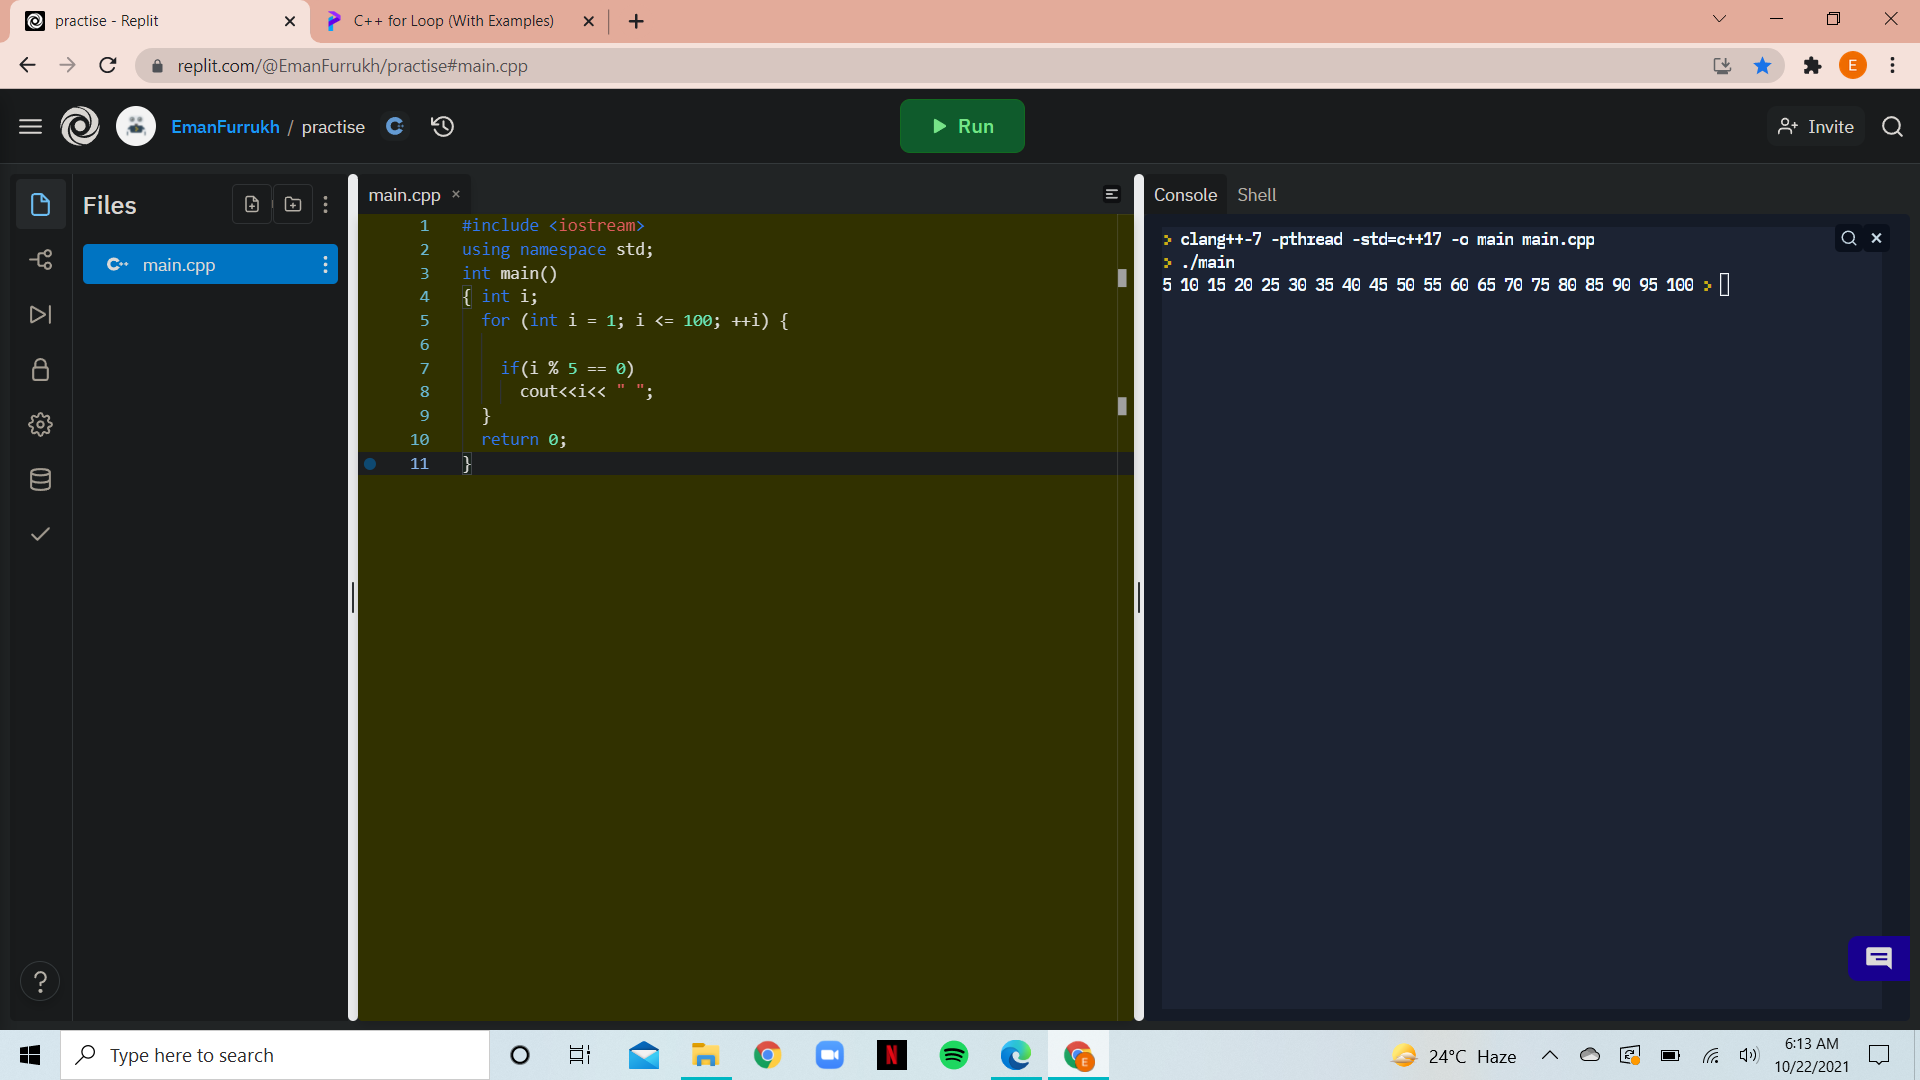 practise - Replit
C++ for Loop (With Examples)
replit.com/@EmanFurrukh/practise#main.cpp
E
EmanFurrukh / practise
Run
Invite
Files
main.cpp
Console
Shell
C++ main.cpp
1 #include <iostream>
2 using namespace std;
3 int main()
4 { int i;
5 for (int i = 1; i <= 100; ++i) {
6
7 if(i % 5 == 0)
8 cout<<i<< " ";
9 }
10 return 0;
11 }
> clang++-7 -pthread -std=c++17 -o main main.cpp
> ./main
5 10 15 20 25 30 35 40 45 50 55 60 65 70 75 80 85 90 95 100 >
?
Type here to search
N
E
24°C Haze
6:13 AM
10/22/2021